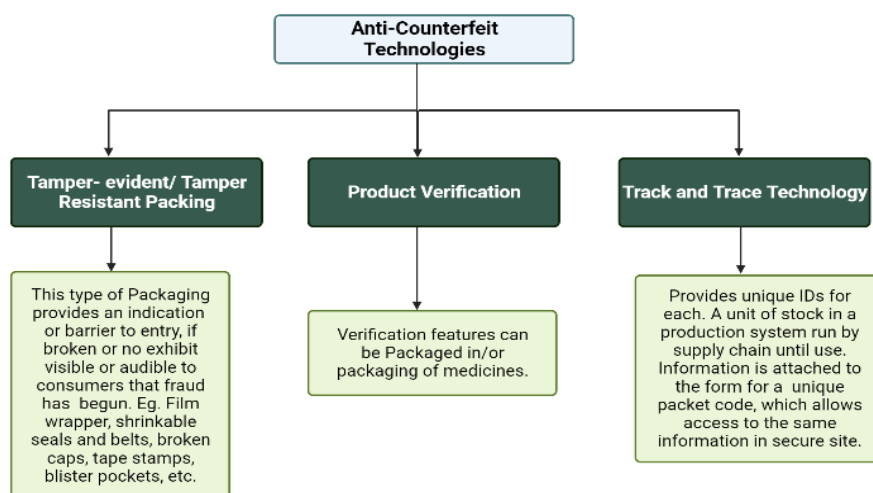 Anti-Counterfeit
Technologies
Tamper- evident/ Tamper
Resistant Packing
Product Verification
Track and Trace Technology
This type of Packaging
provides an indication
or barrier to entry, if
broken or no exhibit
visible or audible to
consumers that fraud
has begun. Eg. Film
wrapper, shrinkable
seals and belts, broken
caps, tape stamps,
blister pockets, etc.
Verification features can
be Packaged in/or
packaging of medicines.
Provides unique IDs for
each. A unit of stock in a
production system run by
supply chain until use.
Information is attached to
the form for a unique
packet code, which allows
access to the same
information in secure site.